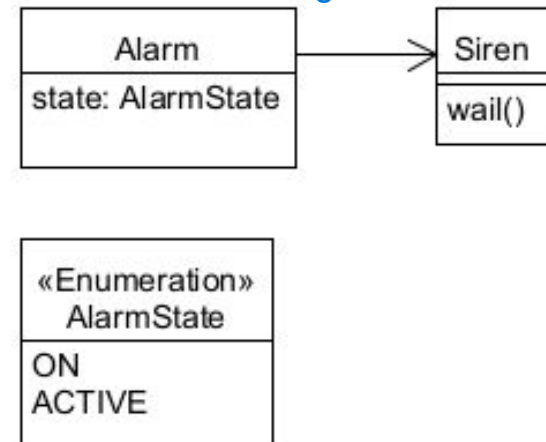 Alarm
state: AlarmState
Siren
wail()
«Enumeration»
AlarmState
ON
ACTIVE